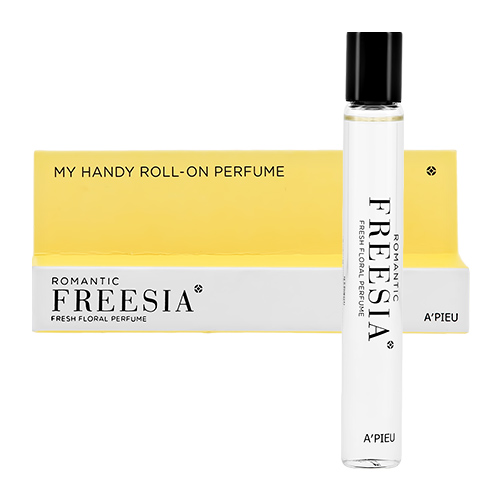 MY HANDY ROLL-ON PERFUME
ROMANTIC
FREESIA
FRESH FLORAL PERFUME
A'PIEU
ROMANTIC
FREESIA
FRESH FLORAL PERFUME
A'PIEU